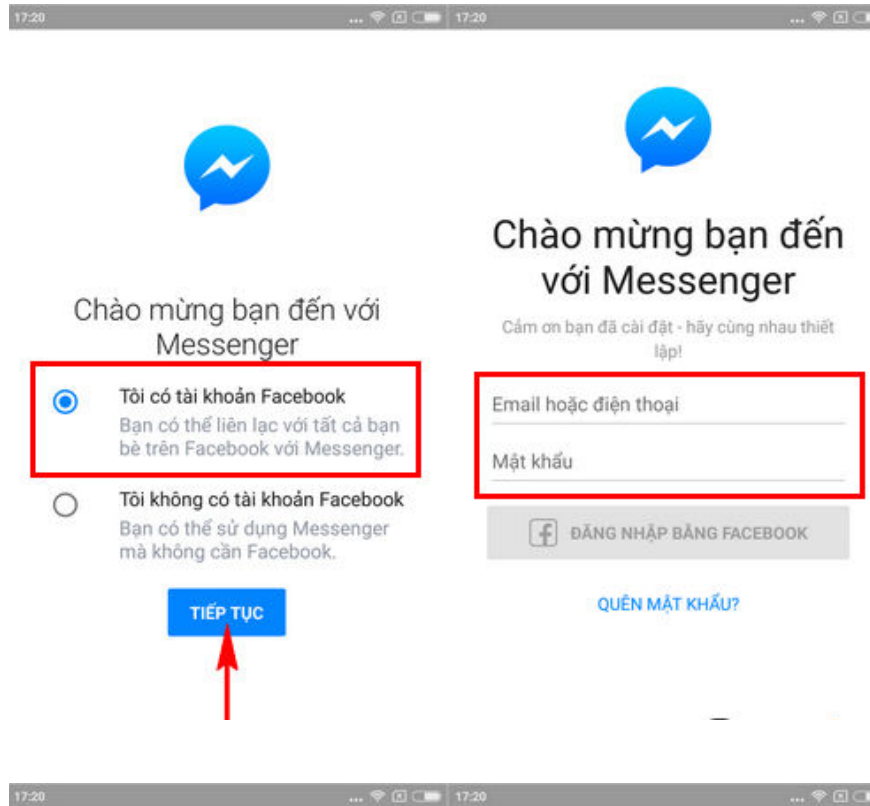 17:20
Chào mừng bạn đến với
Messenger
Tôi có tài khoản Facebook
Bạn có thể liên lạc với tất cả bạn
bè trên Facebook với Messenger.
Tôi không có tài khoản Facebook
Bạn có thể sử dụng Messenger
mà không cần Facebook.
TIẾP TỤC
17:20
Chào mừng bạn đến
với Messenger
Cảm ơn bạn đã cài đặt - hãy cùng nhau thiết
lập!
Email hoặc điện thoại
Mật khẩu
f ĐĂNG NHẬP BẰNG FACEBOOK
QUÊN MẬT KHẨU?
17:20
17:20